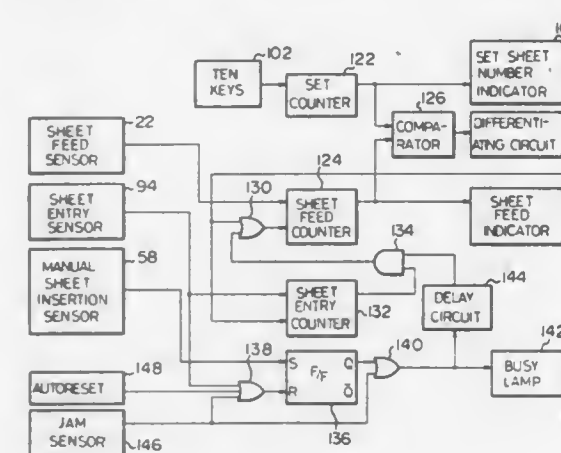 102
TEN
KEYS
122
SET
COUNTER
SET SHEET
NUMBER
INDICATOR
22
SHEET
FEED
SENSOR
126
COMPA-
RATOR
DIFFERENTI-
ATING CIRCUIT
94
SHEET
ENTRY
SENSOR
130
124
SHEET FEED
COUNTER
SHEET
FEED
INDICATOR
58
MANUAL
SHEET
INSERTION
SENSOR
134
SHEET
ENTRY
COUNTER
132
144
DELAY
CIRCUIT
148
AUTORESET
138
S
F/F
Q
R
Q̅
136
140
142
BUSY
LAMP
JAM
SENSOR
146